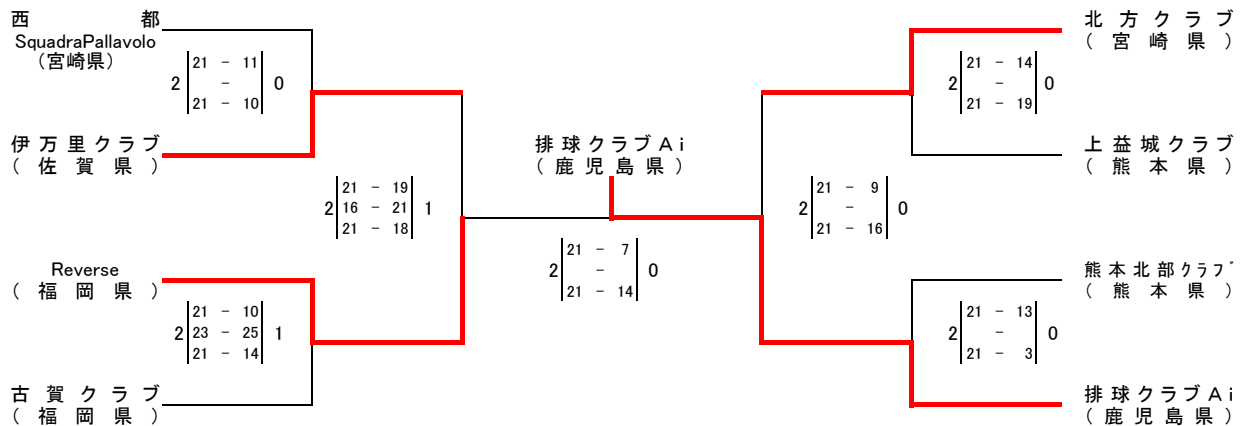 西都
SquadraPallavolo
（宮崎県）
2 21 - 11 0
-
21 - 10
伊万里クラブ
(佐賀県)
21 - 19
2 16 - 21 1
21 - 18
Reverse
(福岡県)
21 - 10
2 23 - 25 1
21 - 14
古賀クラブ
(福岡県)
排球クラブAi
(鹿児島県)
21 - 7
2 - 0
21 - 14
北方クラブ
(宮崎県)
21 - 14
2 - 0
21 - 19
上益城クラブ
(熊本県)
21 - 9
2 - 0
21 - 16
熊本北部ｸﾗﾌﾞ
(熊本県)
21 - 13
2 - 0
21 - 3
排球クラブAi
(鹿児島県)